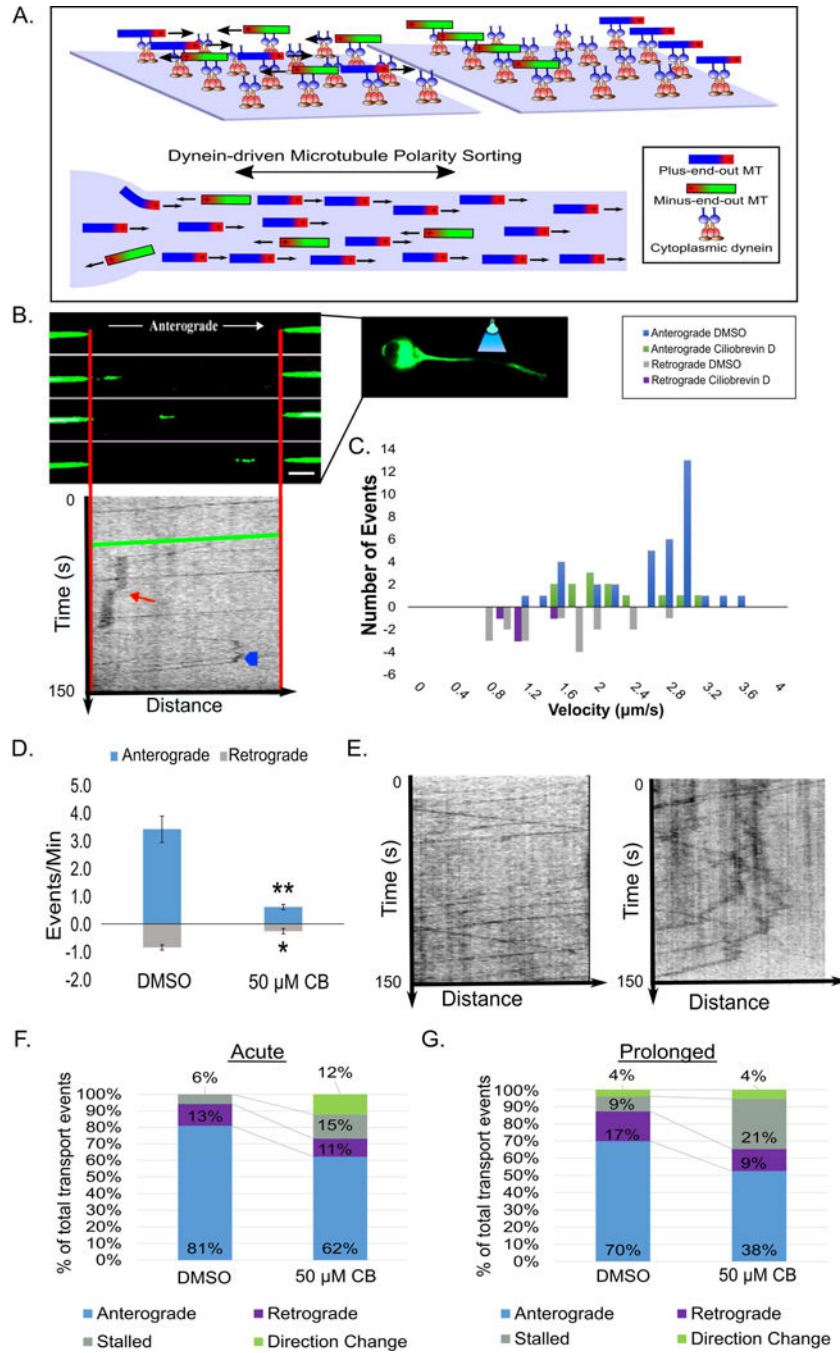 A.
Dynein-driven Microtubule Polarity Sorting
Plus-end-out MT
Minus-end-out MT
Cytoplasmic dynein
B.
Anterograde
0
Time (s)
150
Distance
Anterograde DMSO
Anterograde Ciliobrevin D
Retrograde DMSO
Retrograde Ciliobrevin D
C.
Number of Events
14
12
10
8
6
4
2
0
-2
-4
-6
0
0.4
0.8
1.2
1.6
2
2.4
2.8
3.2
3.6
4
Velocity (µm/s)
D.
Anterograde Retrograde
Events/Min
5.0
4.0
3.0
2.0
1.0
0.0
-1.0
-2.0
**
*
DMSO 50 µM CB
E.
0
Time (s)
150
Distance
0
Time (s)
150
Distance
F.
Acute
% of total transport events
100%
90%
80%
70%
60%
50%
40%
30%
20%
10%
0%
6% 12%
13% 15%
11%
81% 62%
DMSO 50 µM CB
Anterograde Retrograde
Stalled Direction Change
G.
Prolonged
% of total transport events
100%
90%
80%
70%
60%
50%
40%
30%
20%
10%
0%
4% 4%
9% 21%
17% 9%
70% 38%
DMSO 50 µM CB
Anterograde Retrograde
Stalled Direction Change